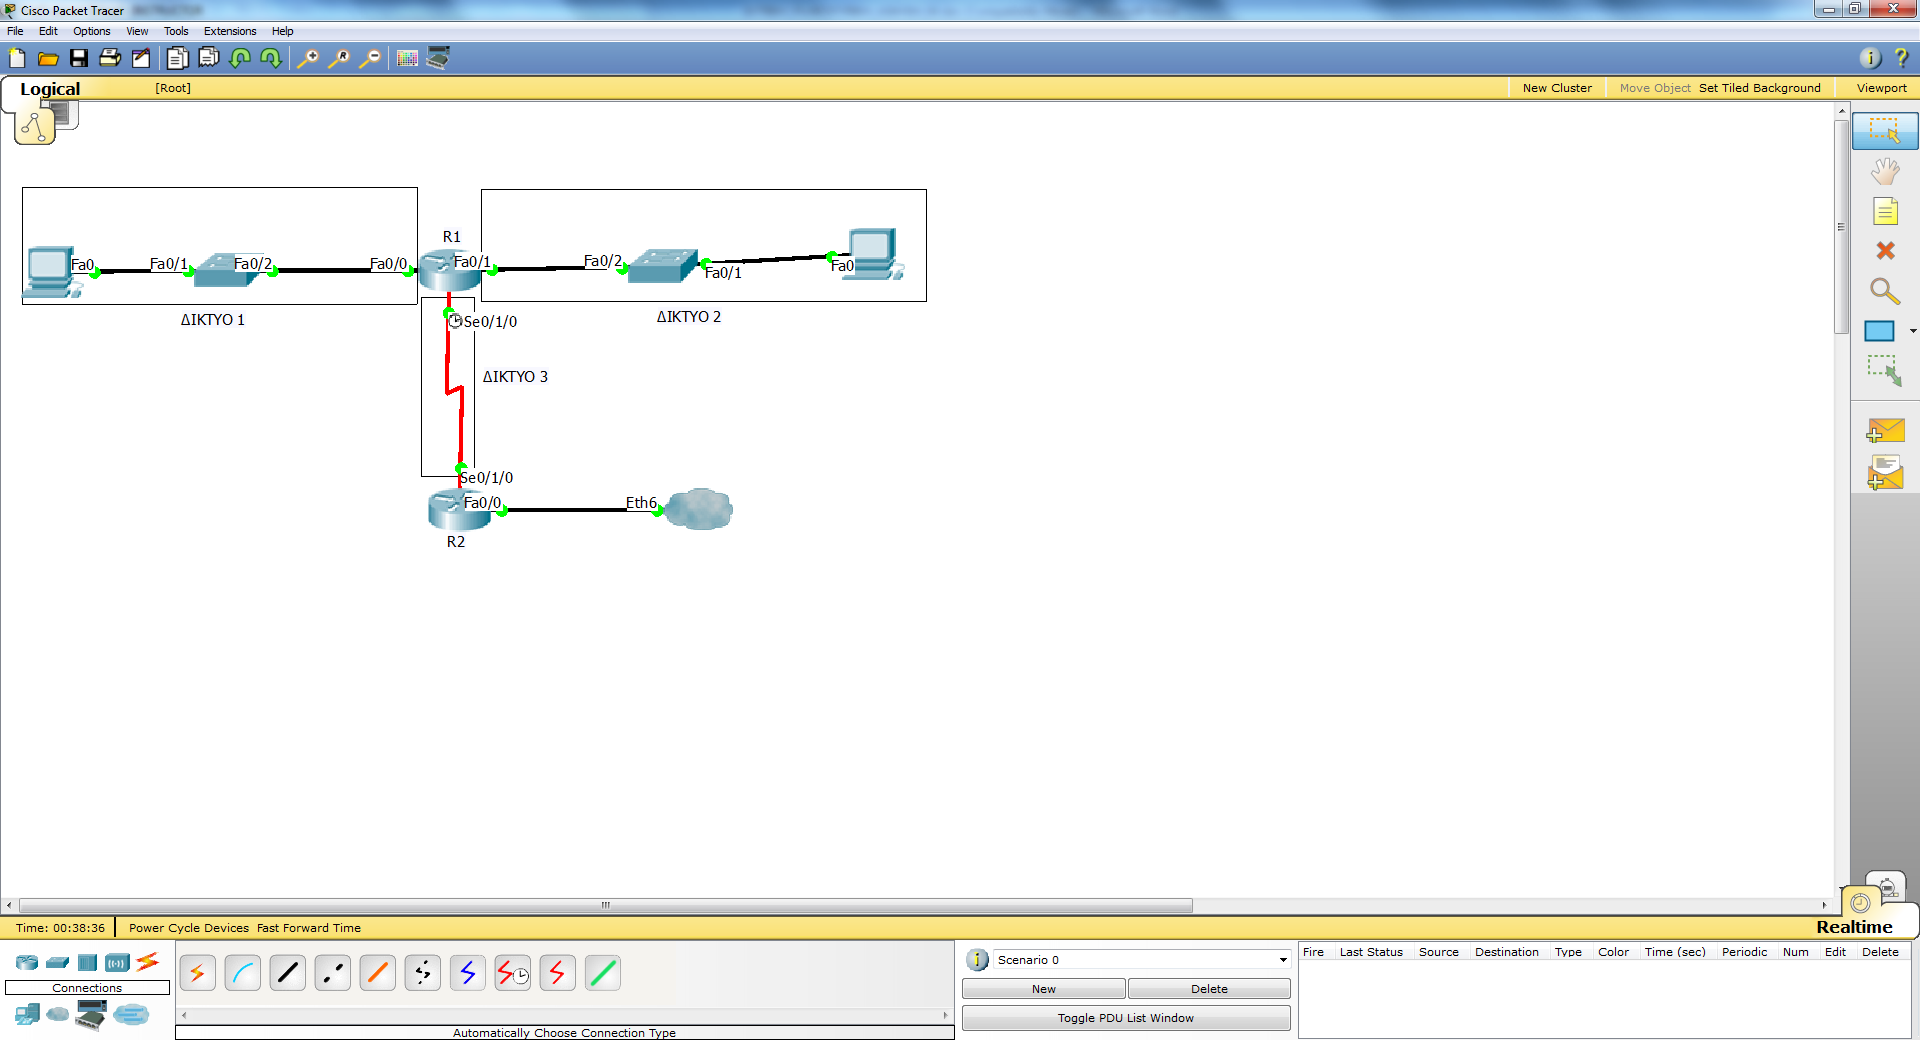 Cisco Packet Tracer
File Edit Options View Tools Extensions Help
Logical [Root] New Cluster Move Object Set Tiled Background Viewport
R1
Fa0 Fa0/1 Fa0/2 Fa0/0 Fa0/1 Fa0/2 Fa0/1 Fa0
ΔΙΚΤΥΟ 1 Se0/1/0 ΔΙΚΤΥΟ 2
ΔΙΚΤΥΟ 3
Se0/1/0
Fa0/0 Eth6
R2
Realtime
Time: 00:38:36 Power Cycle Devices Fast Forward Time
Fire Last Status Source Destination Type Color Time (sec) Periodic Num Edit Delete
Scenario 0
Connections
New Delete
Toggle PDU List Window
Automatically Choose Connection Type